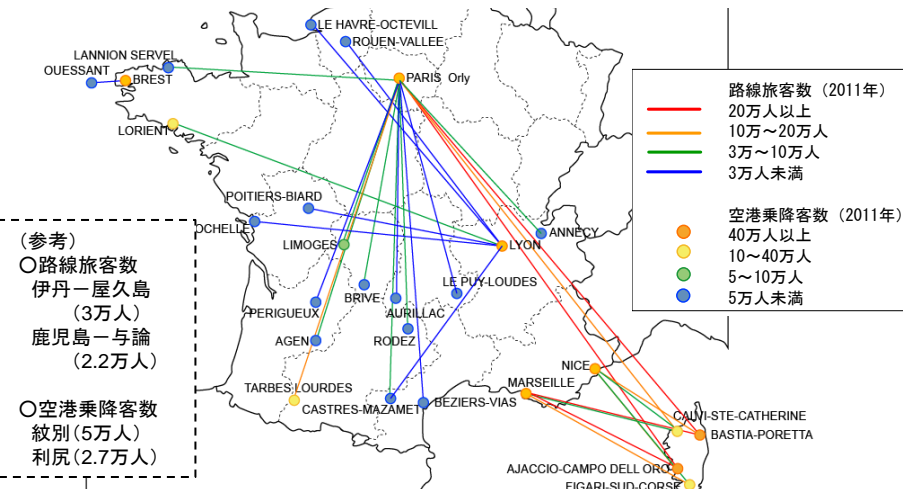 LE HAVRE-OCTEVILL
ROUEN-VALLEE
LANNION SERVEL
OUESSANT
BREST
PARIS Orly
LORIENT
POITIERS-BIARD
OCHELLE
LIMOGES
LYON
ANNECY
LE PUY-LOUDES
BRIVE
PERIGUEUX
AURILLAC
AGEN
RODEZ
TARBES LOURDES
CASTRES-MAZAMET
BEZIERS-VIAS
NICE
MARSEILLE
CALVI-STE-CATHERINE
BASTIA-PORETTA
AJACCIO-CAMPO DELL ORO
FIGARI-SUD-CORSE
路線旅客数（2011年）
20万人以上
10万～20万人
3万～10万人
3万人未満
空港乗降客数（2011年）
40万人以上
10～40万人
5～10万人
5万人未満
（参考）
○路線旅客数
伊丹－屋久島
（3万人）
鹿児島－与論
（2.2万人）
○空港乗降客数
紋別（5万人）
利尻（2.7万人）